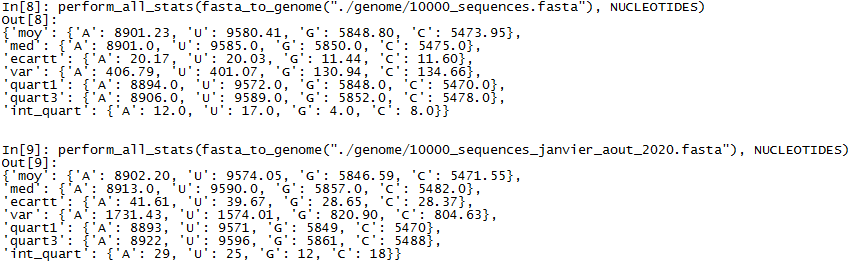 In[8]: perform_all_stats(fasta_to_genome("./genome/10000_sequences.fasta"), NUCLEOTIDES)
Out[8]:
{'moy': {'A': 8901.23, 'U': 9580.41, 'G': 5848.80, 'C': 5473.95},
'med': {'A': 8901.0, 'U': 9585.0, 'G': 5850.0, 'C': 5475.0},
'ecartt': {'A': 20.17, 'U': 20.03, 'G': 11.44, 'C': 11.60},
'var': {'A': 406.79, 'U': 401.07, 'G': 130.94, 'C': 134.66},
'quart1': {'A': 8894.0, 'U': 9572.0, 'G': 5848.0, 'C': 5470.0},
'quart3': {'A': 8906.0, 'U': 9589.0, 'G': 5852.0, 'C': 5478.0},
'int_quart': {'A': 12.0, 'U': 17.0, 'G': 4.0, 'C': 8.0}}
In[9]: perform_all_stats(fasta_to_genome("./genome/10000_sequences_janvier_aout_2020.fasta"), NUCLEOTIDES)
Out[9]:
{'moy': {'A': 8902.20, 'U': 9574.05, 'G': 5846.59, 'C': 5471.55},
'med': {'A': 8913.0, 'U': 9590.0, 'G': 5857.0, 'C': 5482.0},
'ecartt': {'A': 41.61, 'U': 39.67, 'G': 28.65, 'C': 28.37},
'var': {'A': 1731.43, 'U': 1574.01, 'G': 820.90, 'C': 804.63},
'quart1': {'A': 8893, 'U': 9571, 'G': 5849, 'C': 5470},
'quart3': {'A': 8922, 'U': 9596, 'G': 5861, 'C': 5488},
'int_quart': {'A': 29, 'U': 25, 'G': 12, 'C': 18}}